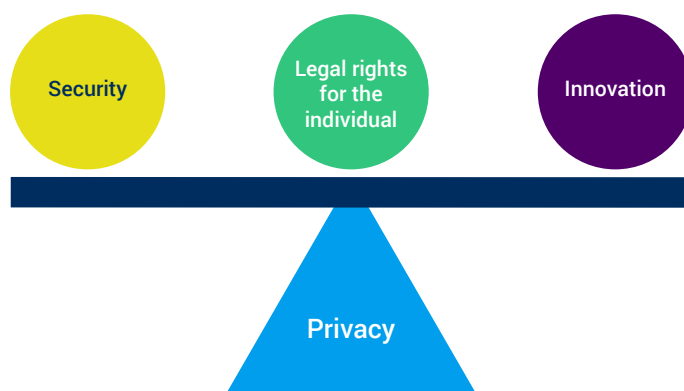 Security
Legal rights
for the
individual
Innovation
Privacy